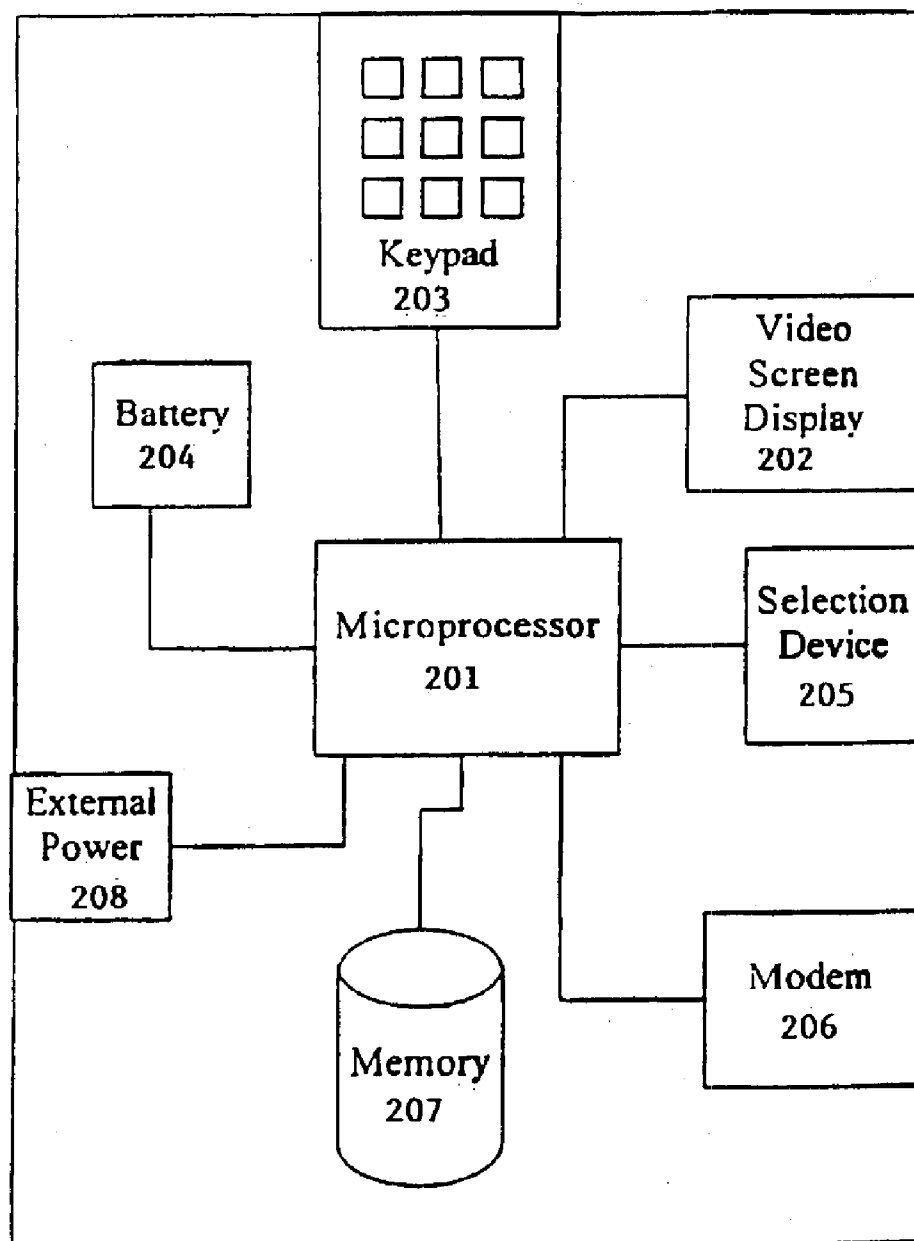 Keypad
203
Video
Screen
Display
202
Battery
204
Microprocessor
201
Selection
Device
205
External
Power
208
Modem
206
Memory
207